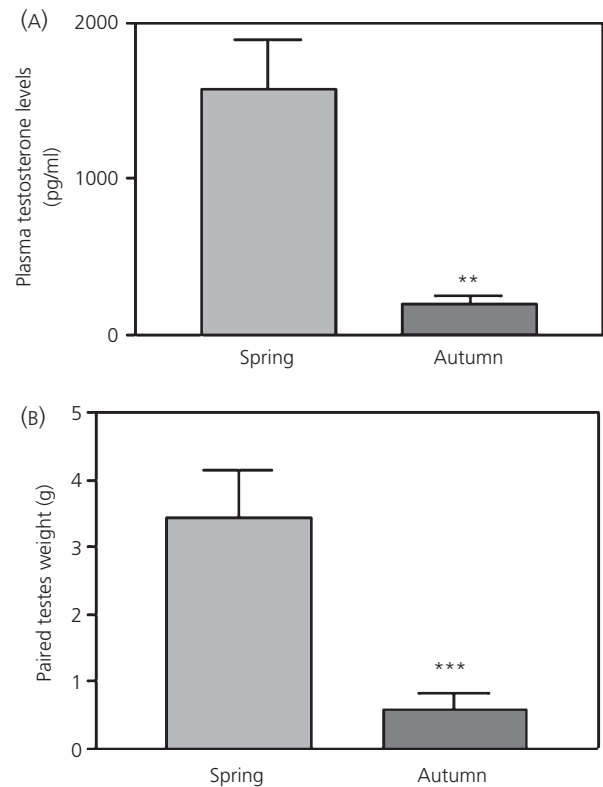 (A)
Plasma testosterone levels
(pg/ml)
2000
1000
0
**
Spring Autumn
(B)
Paired testes weight (g)
5
4
3
2
1
0
***
Spring Autumn